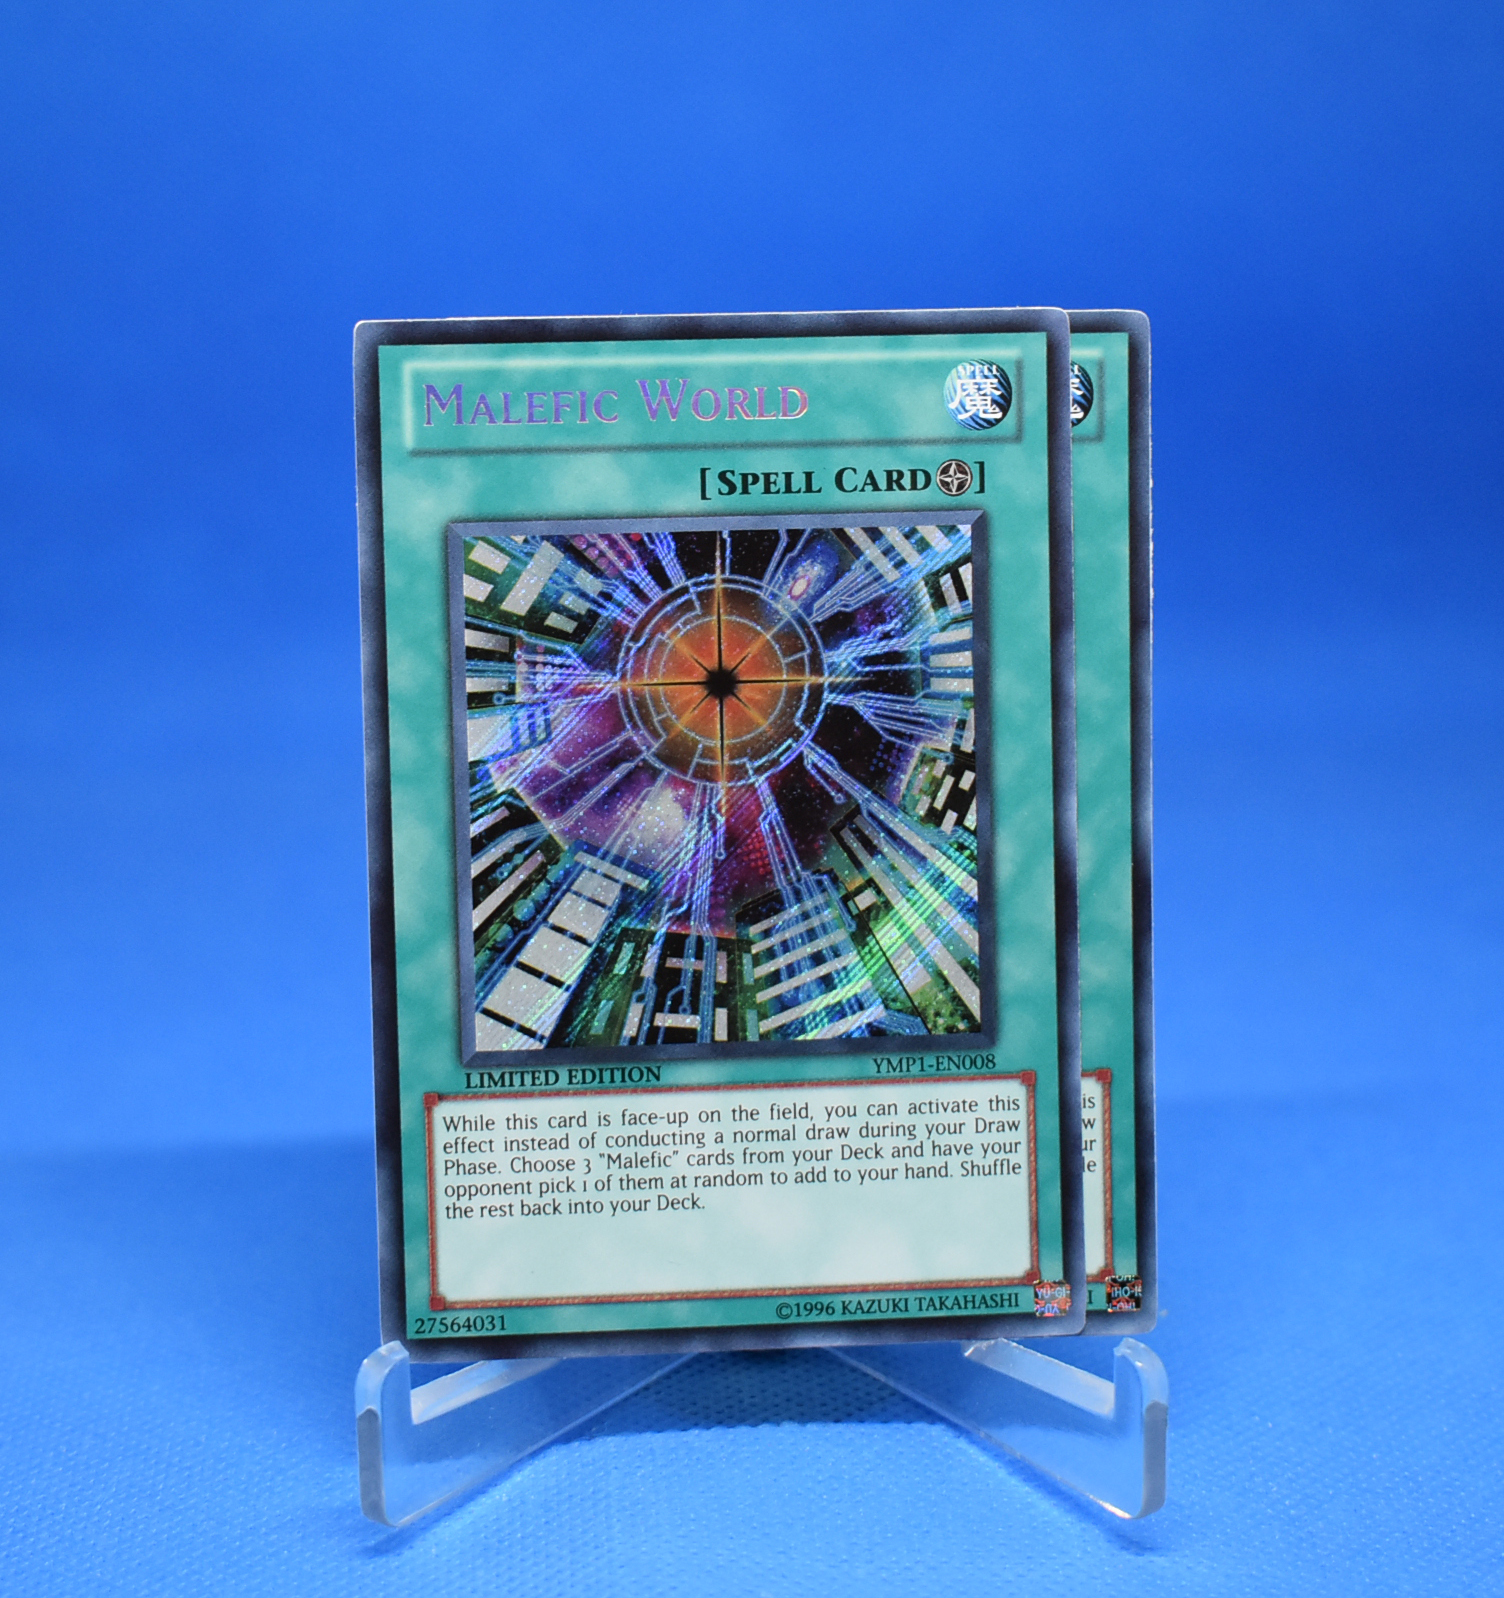 MALEFIC WORLD
SPELL
魔
[SPELL CARD]
LIMITED EDITION
YMP1-EN008
While this card is face-up on the field, you can activate this
effect instead of conducting a normal draw during your Draw
Phase. Choose 3 "Malefic" cards from your Deck and have your
opponent pick 1 of them at random to add to your hand. Shuffle
the rest back into your Deck.
27564031
©1996 KAZUKI TAKAHASHI